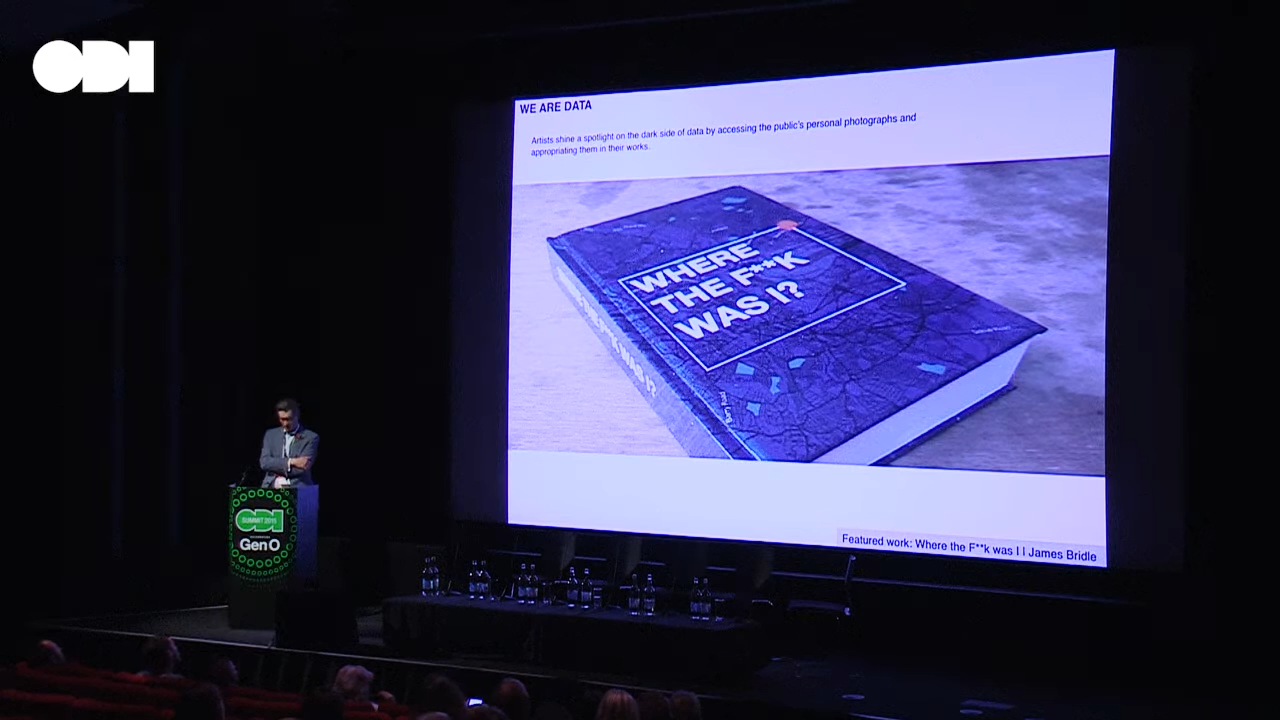 ODI
WE ARE DATA
Artists shine a spotlight on the dark side of data by accessing the public's personal photographs and
appropriating them in their works.
WHERE
THE F**K
WAS I?
WAS I?
Featured work: Where the F**k was I I James Bridle
SUMMIT 2015
ODI
Gen O